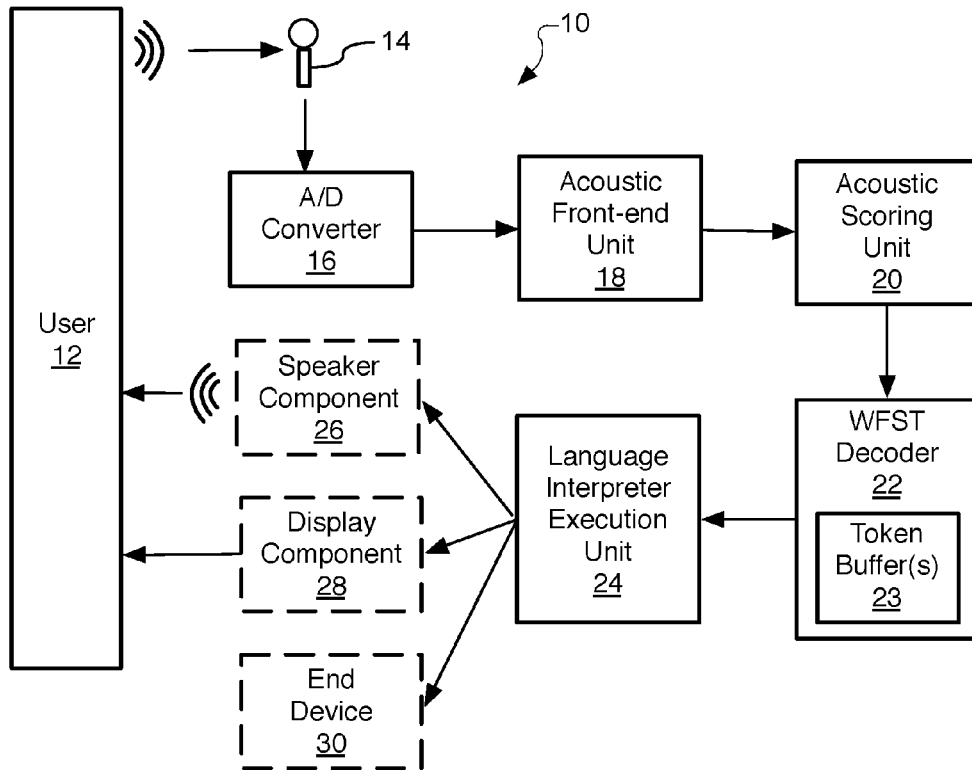 14
10
A/D
Converter
16
Acoustic
Front-end
Unit
18
Acoustic
Scoring
Unit
20
User
12
Speaker
Component
26
Language
Interpreter
Execution
Unit
24
WFST
Decoder
22
Token
Buffer(s)
23
Display
Component
28
End
Device
30